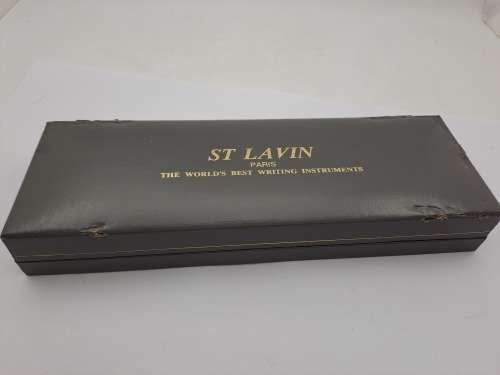 ST LAVIN
PARIS
THE WORLD'S BEST WRITING INSTRUMENTS